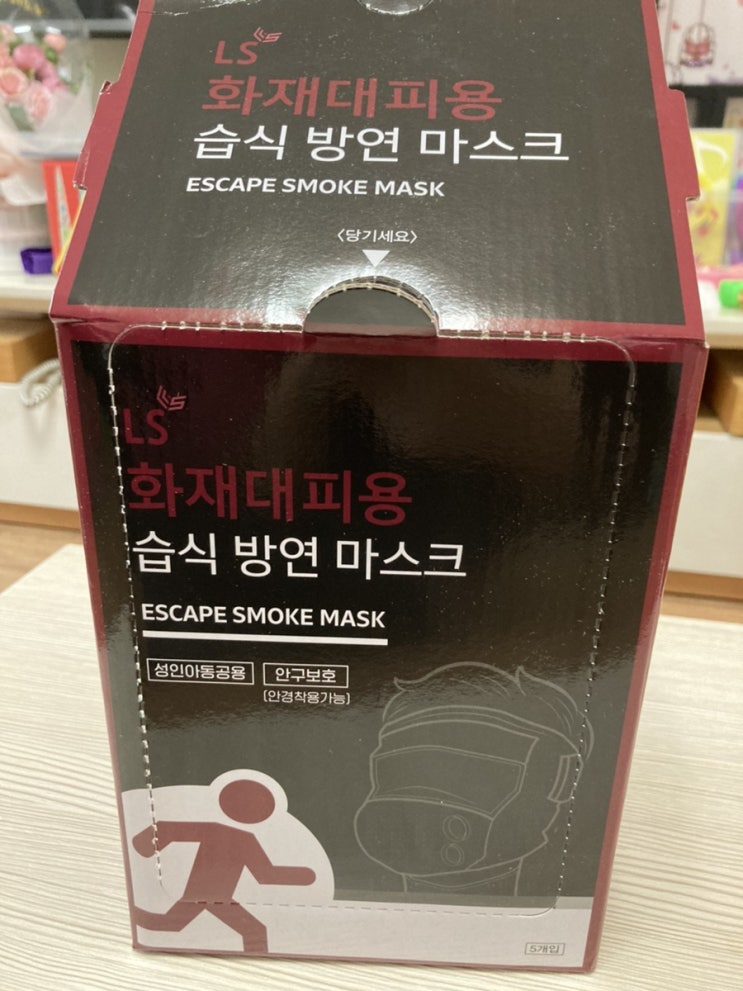 LS
화재대피용
습식 방연 마스크
ESCAPE SMOKE MASK
<당기세요>
LS
화재대피용
습식 방연 마스크
ESCAPE SMOKE MASK
성인아동공용 안구보호
(안경착용가능)
5개입